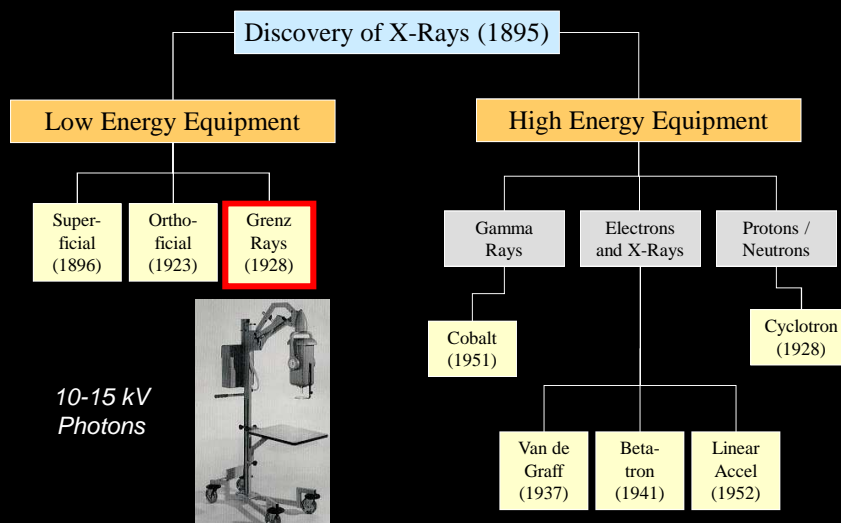 Discovery of X-Rays (1895)
Low Energy Equipment
High Energy Equipment
Super-
ficial
(1896)
Ortho-
ficial
(1923)
Grenz
Rays
(1928)
Gamma
Rays
Electrons
and X-Rays
Protons /
Neutrons
Cobalt
(1951)
Cyclotron
(1928)
10-15 kV
Photons
Van de
Graff
(1937)
Beta-
tron
(1941)
Linear
Accel
(1952)